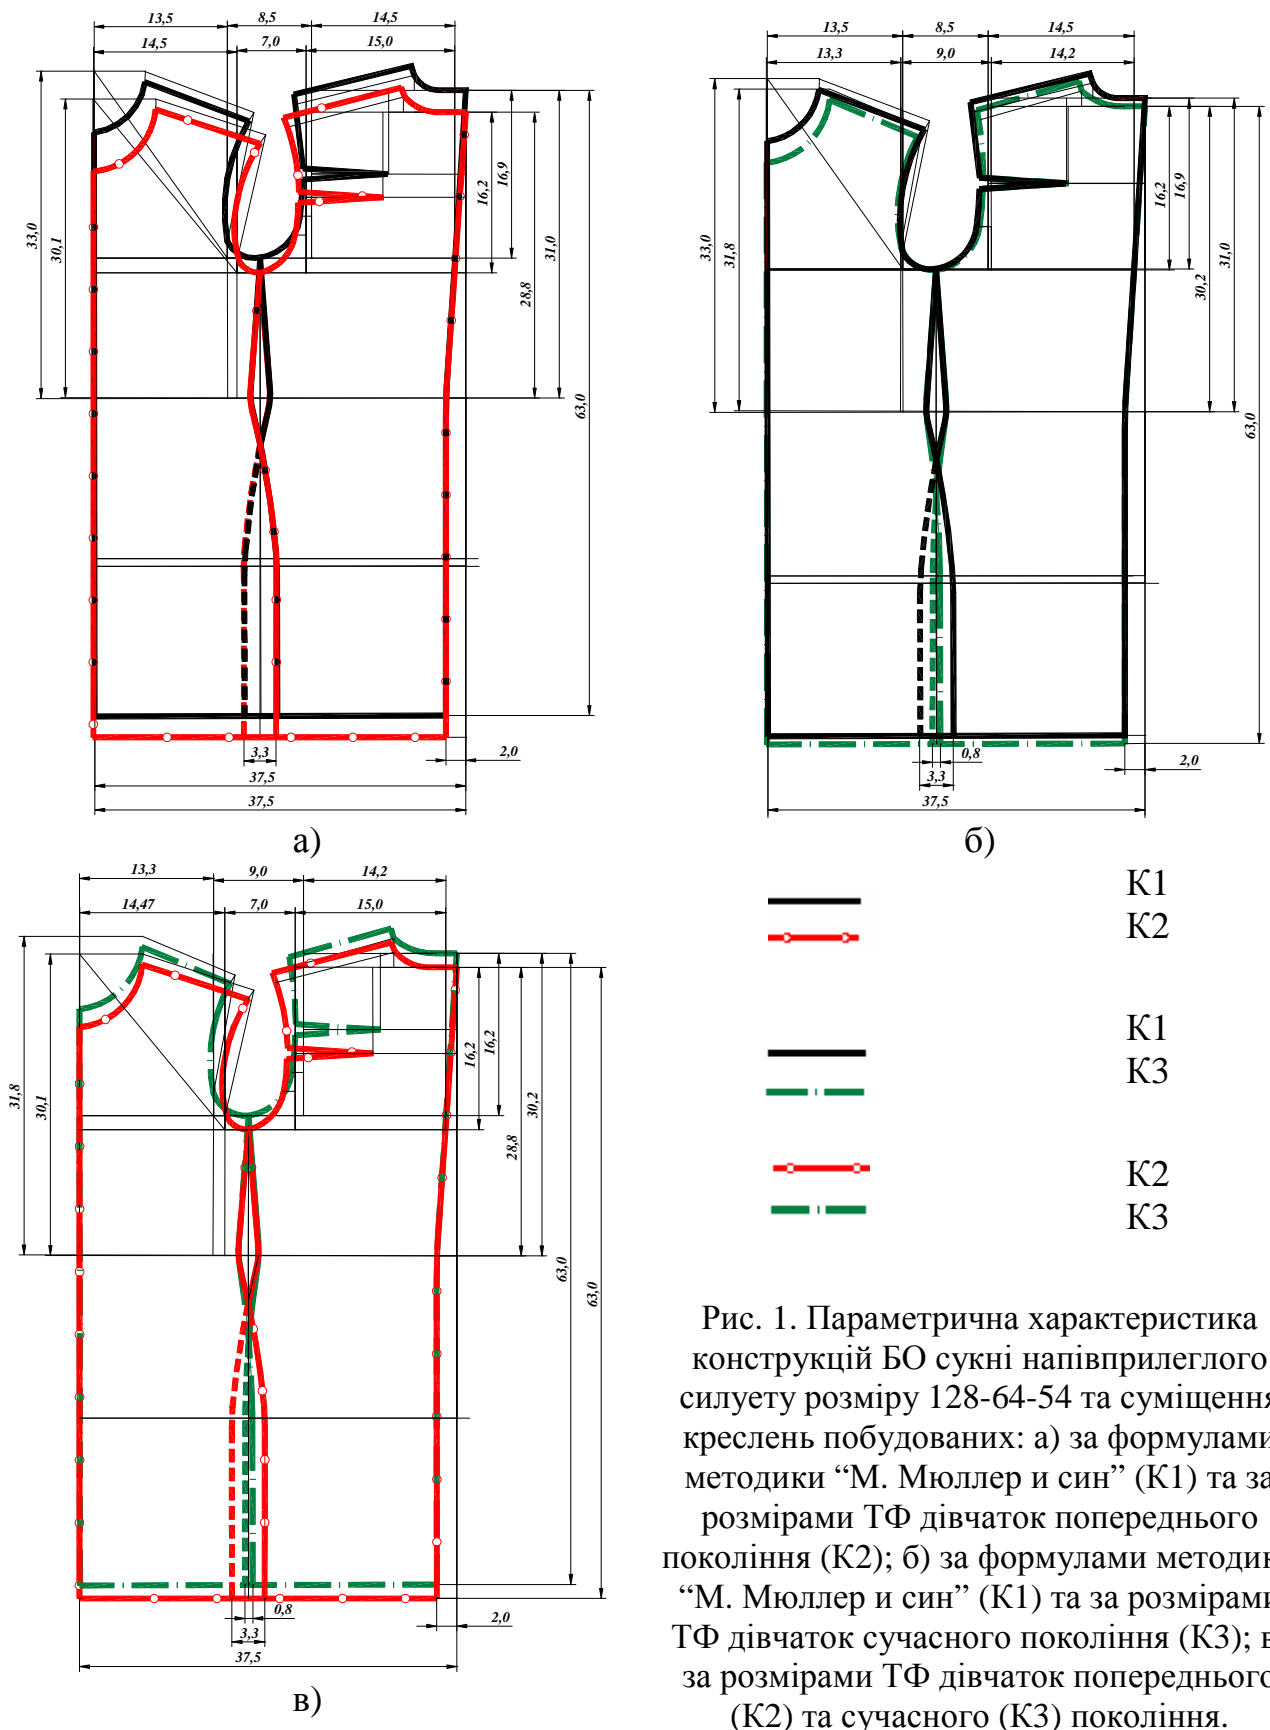 13,5 8,5 14,5
14,5 7,0 15,0
33,0
30,1
16,2
16,9
31,0
28,8
63,0
3,3
2,0
37,5
37,5
а)
13,5 8,5 14,5
13,3 9,0 14,2
33,0
31,8
16,2
16,9
31,0
30,2
63,0
0,8
3,3
2,0
37,5
б)
13,3 9,0 14,2
14,47 7,0 15,0
31,8
30,1
16,2
16,2
30,2
28,8
63,0
63,0
0,8
3,3
2,0
37,5
в)
К1
К2
К1
К3
К2
К3
Рис. 1. Параметрична характеристика
конструкцій БО сукні напівприлеглого
силуету розміру 128-64-54 та суміщення
креслень побудованих: а) за формулами
методики “М. Мюллер и син” (К1) та за
розмірами ТФ дівчаток попереднього
покоління (К2); б) за формулами методик
“М. Мюллер и син” (К1) та за розмірами
ТФ дівчаток сучасного покоління (К3); в
за розмірами ТФ дівчаток попереднього
(К2) та сучасного (К3) покоління.